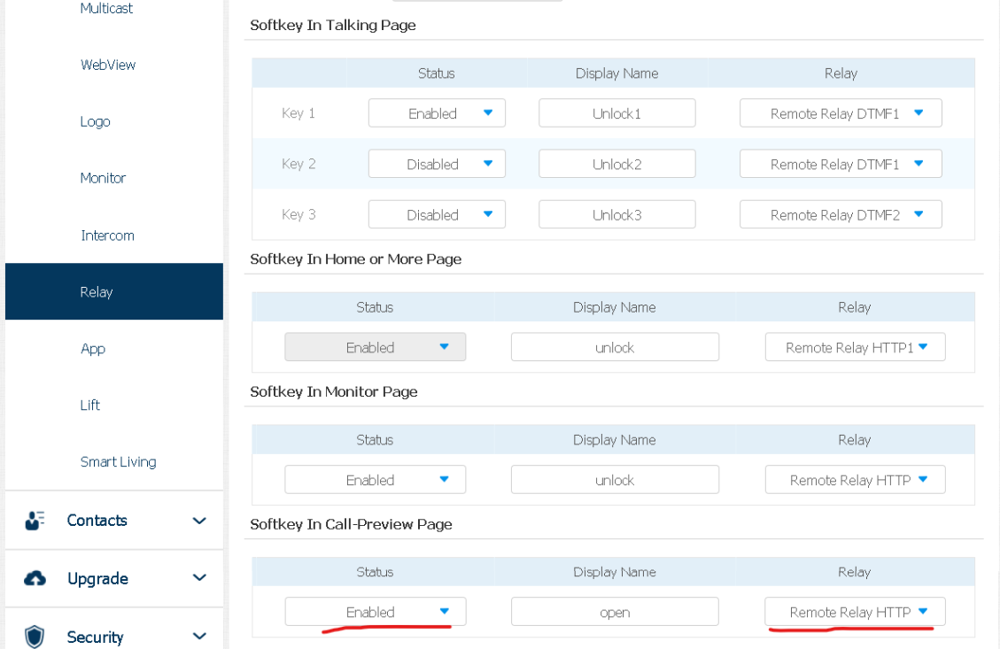 Multicast
WebView
Logo
Monitor
Intercom
Relay
App
Lift
Smart Living
Contacts
Upgrade
Security
Softkey In Talking Page
Status Display Name Relay
Key 1 Enabled Unlock1 Remote Relay DTMF1
Key 2 Disabled Unlock2 Remote Relay DTMF1
Key 3 Disabled Unlock3 Remote Relay DTMF2
Softkey In Home or More Page
Status Display Name Relay
Enabled unlock Remote Relay HTTP1
Softkey In Monitor Page
Status Display Name Relay
Enabled unlock Remote Relay HTTP
Softkey In Call-Preview Page
Status Display Name Relay
Enabled open Remote Relay HTTP